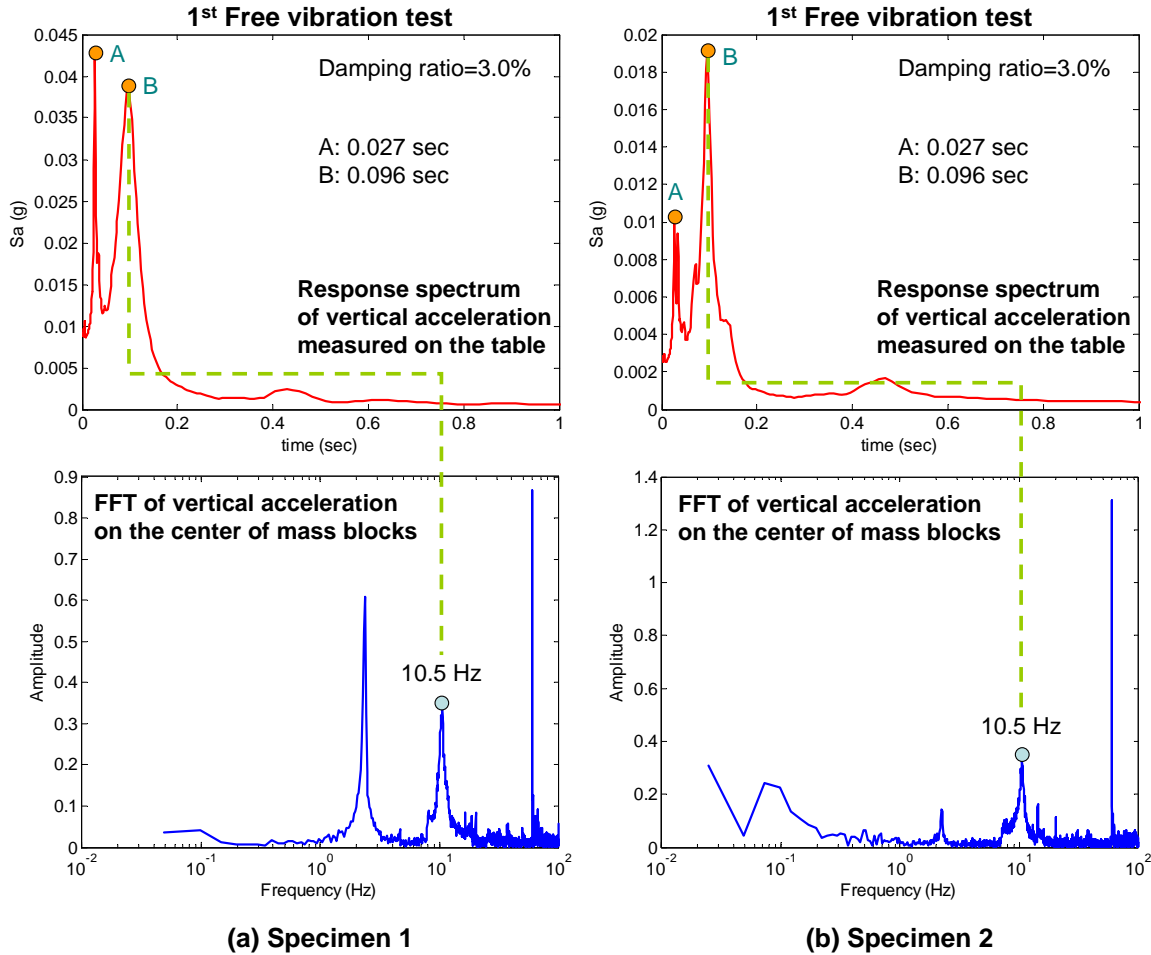 1st Free vibration test
0.045
0.04
0.035
0.03
0.025
0.02
0.015
0.01
0.005
0
Sa (g)
A
B
Damping ratio=3.0%
A: 0.027 sec
B: 0.096 sec
Response spectrum
of vertical acceleration
measured on the table
0 0.2 0.4 0.6 0.8 1
time (sec)
1st Free vibration test
0.02
0.018
0.016
0.014
0.012
0.01
0.008
0.006
0.004
0.002
0
Sa (g)
B
A
Damping ratio=3.0%
A: 0.027 sec
B: 0.096 sec
Response spectrum
of vertical acceleration
measured on the table
0 0.2 0.4 0.6 0.8 1
time (sec)
0.9
0.8
0.7
0.6
0.5
0.4
0.3
0.2
0.1
0
Amplitude
FFT of vertical acceleration
on the center of mass blocks
10.5 Hz
10-2 10-1 100 101 102
Frequency (Hz)
(a) Specimen 1
1.4
1.2
1
0.8
0.6
0.4
0.2
0
Amplitude
FFT of vertical acceleration
on the center of mass blocks
10.5 Hz
10-2 10-1 100 101 102
Frequency (Hz)
(b) Specimen 2